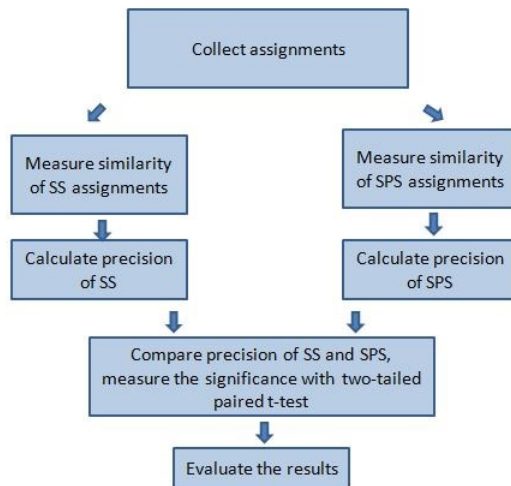 Collect assignments
Measure similarity
of SS assignments
Measure similarity
of SPS assignments
Calculate precision
of SS
Calculate precision
of SPS
Compare precision of SS and SPS,
measure the significance with two-tailed
paired t-test
Evaluate the results